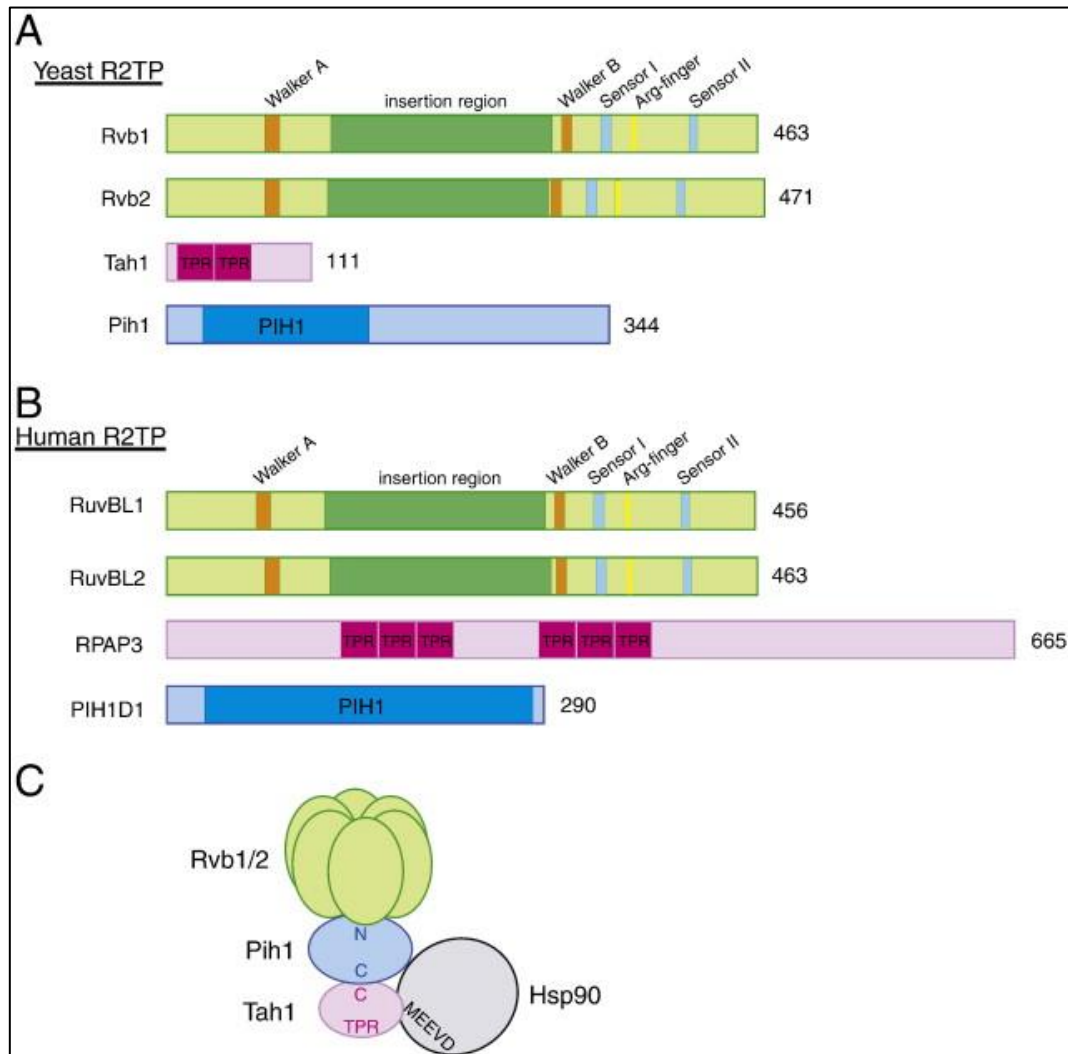 A
Yeast R2TP
Walker A
insertion region
Walker B
Sensor I
Arg-finger
Sensor II
Rvb1
463
Rvb2
471
Tah1
TPR TPR
111
Pih1
PIH1
344
B
Human R2TP
Walker A
insertion region
Walker B
Sensor I
Arg-finger
Sensor II
RuvBL1
456
RuvBL2
463
RPAP3
TPR TPR TPR TPR TPR TPR
665
PIH1D1
PIH1
290
C
Rvb1/2
Pih1
N
C
Tah1
C
TPR
MEEVD
Hsp90